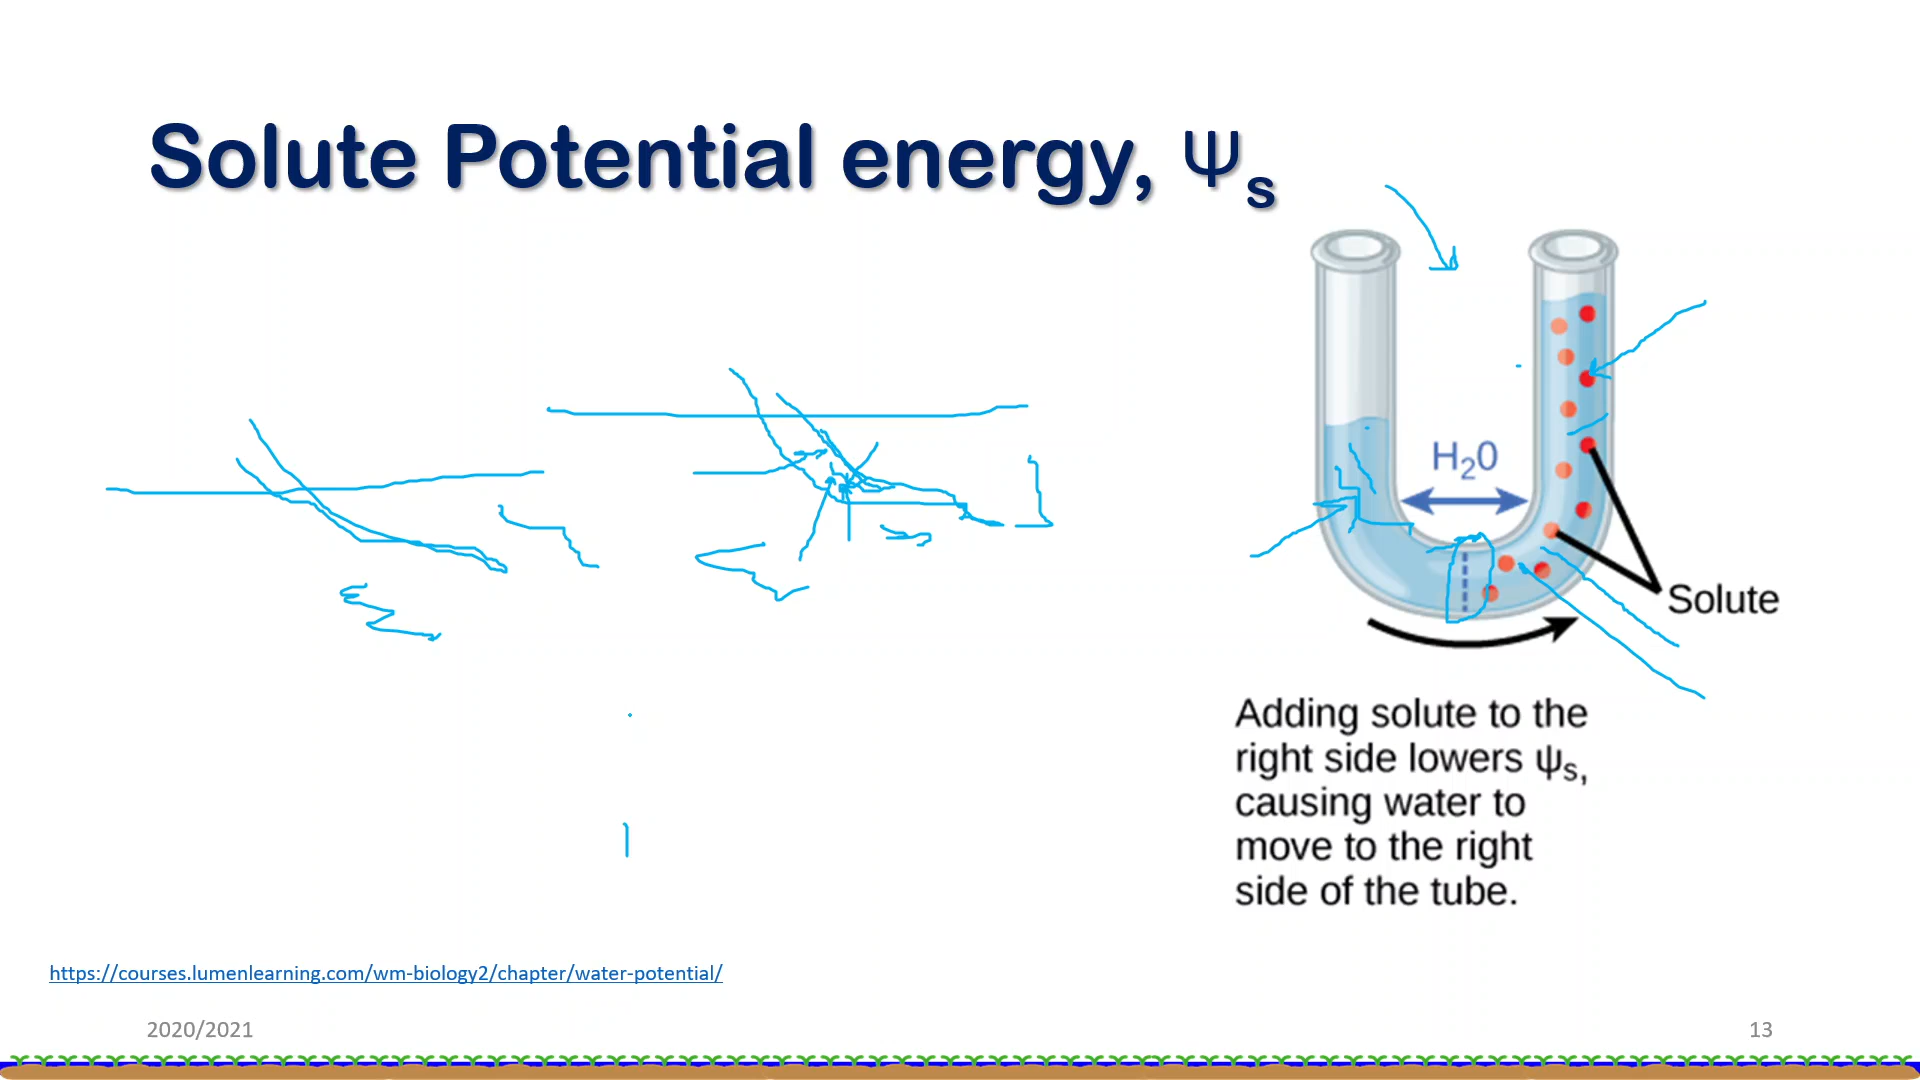 Solute Potential energy, Ψs
H20
Solute
Adding solute to the
right side lowers ψs,
causing water to
move to the right
side of the tube.
https://courses.lumenlearning.com/wm-biology2/chapter/water-potential/
2020/2021
13